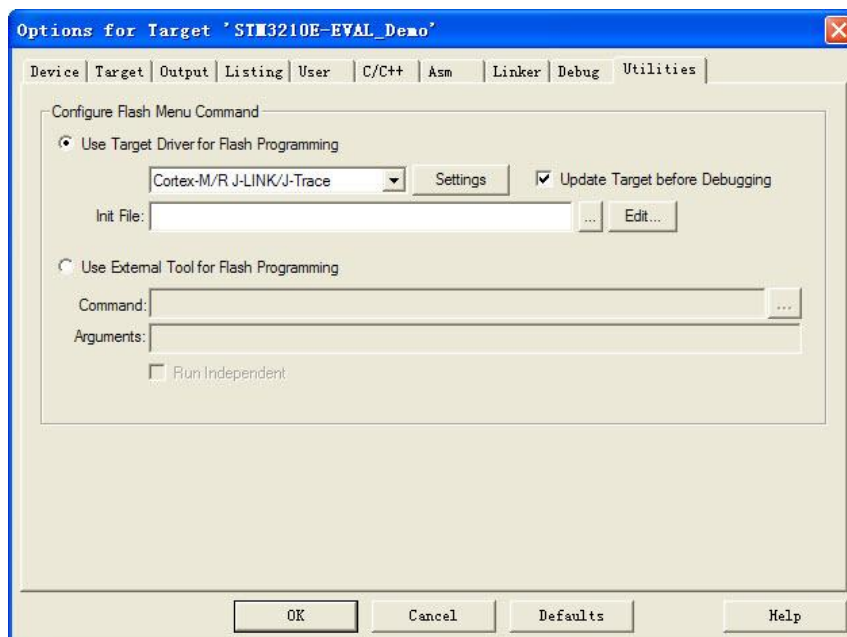 Options for Target 'STM3210E-EVAL_Demo'
Device Target Output Listing User C/C++ Asm Linker Debug Utilities
Configure Flash Menu Command
Use Target Driver for Flash Programming
Cortex-M/R J-LINK/J-Trace Settings Update Target before Debugging
Init File: ... Edit...
Use External Tool for Flash Programming
Command: ...
Arguments:
Run Independent
OK Cancel Defaults Help